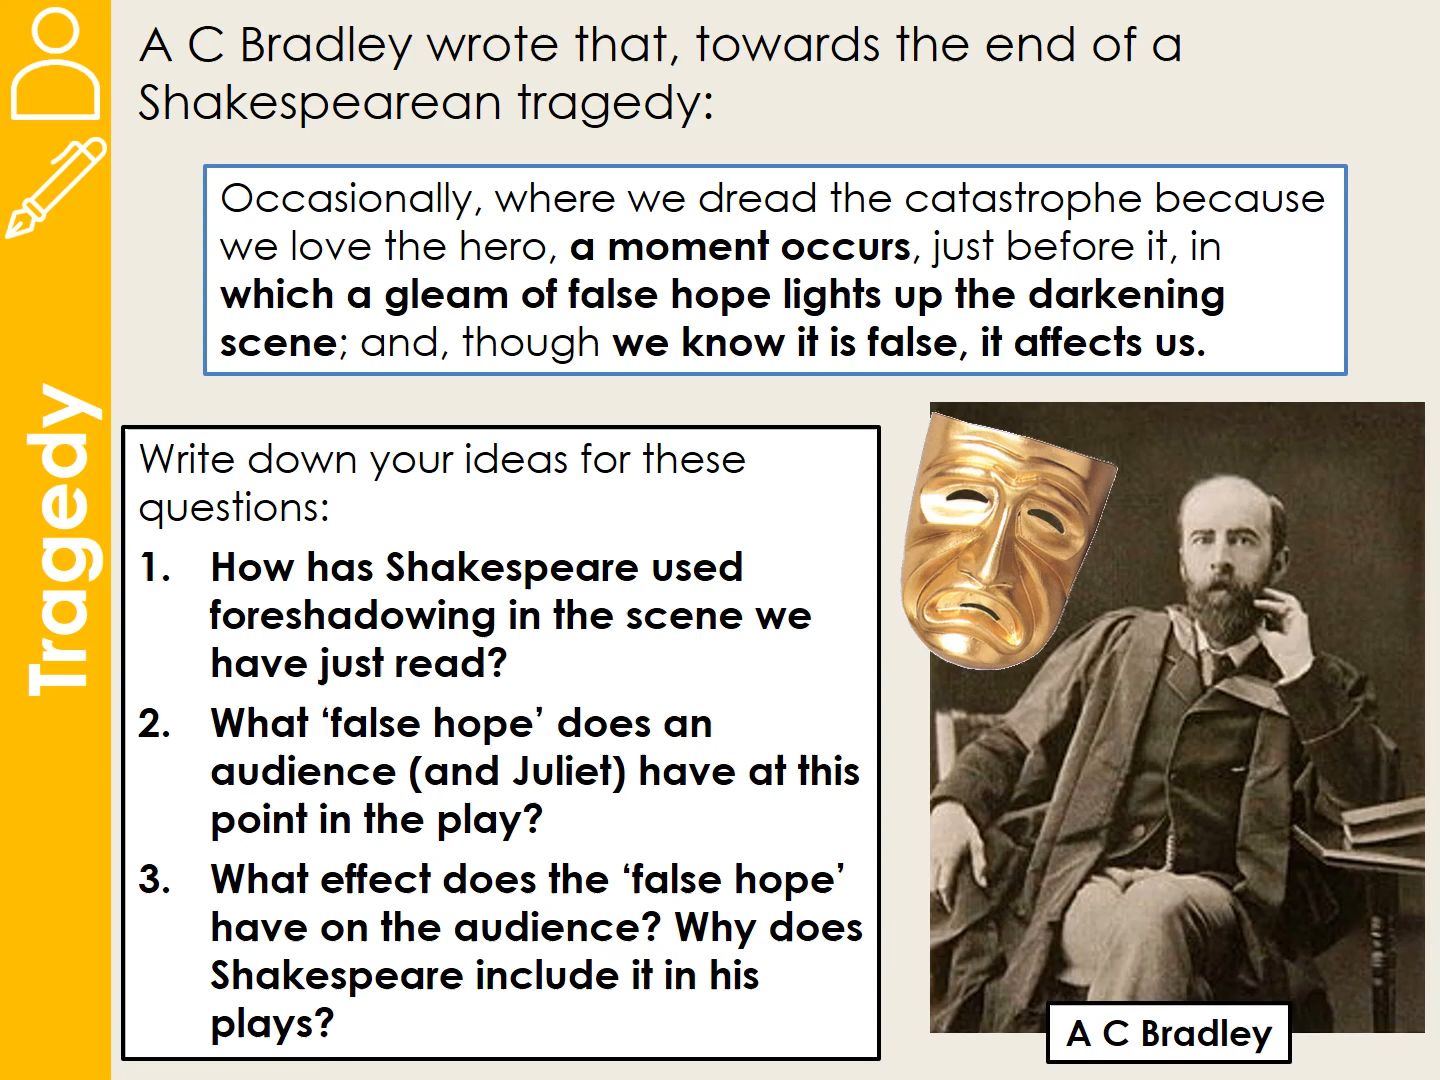 Tragedy
A C Bradley wrote that, towards the end of a
Shakespearean tragedy:
Occasionally, where we dread the catastrophe because
we love the hero, a moment occurs, just before it, in
which a gleam of false hope lights up the darkening
scene; and, though we know it is false, it affects us.
Write down your ideas for these
questions:
1. How has Shakespeare used
foreshadowing in the scene we
have just read?
2. What ‘false hope’ does an
audience (and Juliet) have at this
point in the play?
3. What effect does the ‘false hope’
have on the audience? Why does
Shakespeare include it in his
plays?
A C Bradley